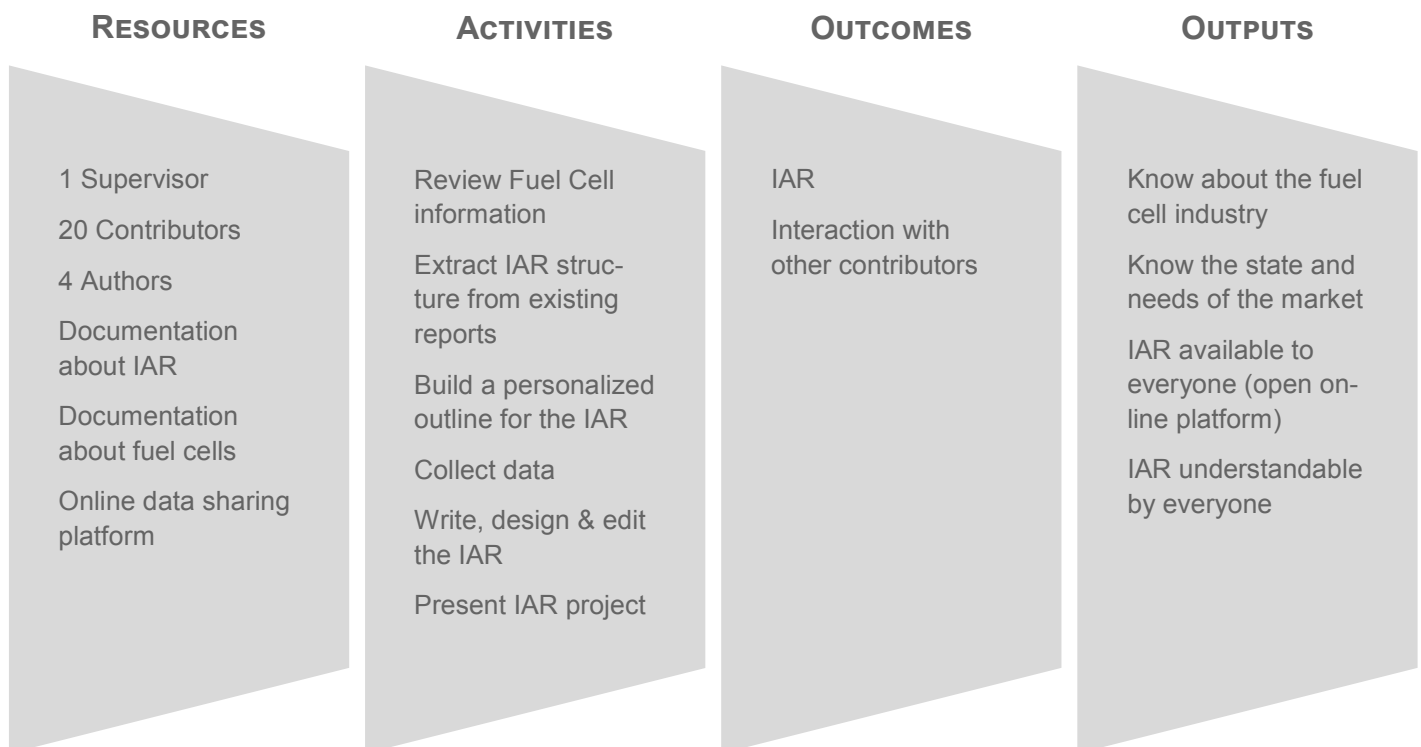 RESOURCES
1 Supervisor
20 Contributors
4 Authors
Documentation
about IAR
Documentation
about fuel cells
Online data sharing
platform
ACTIVITIES
Review Fuel Cell
information
Extract IAR struc-
ture from existing
reports
Build a personalized
outline for the IAR
Collect data
Write, design & edit
the IAR
Present IAR project
OUTCOMES
IAR
Interaction with
other contributors
OUTPUTS
Know about the fuel
cell industry
Know the state and
needs of the market
IAR available to
everyone (open on-
line platform)
IAR understandable
by everyone